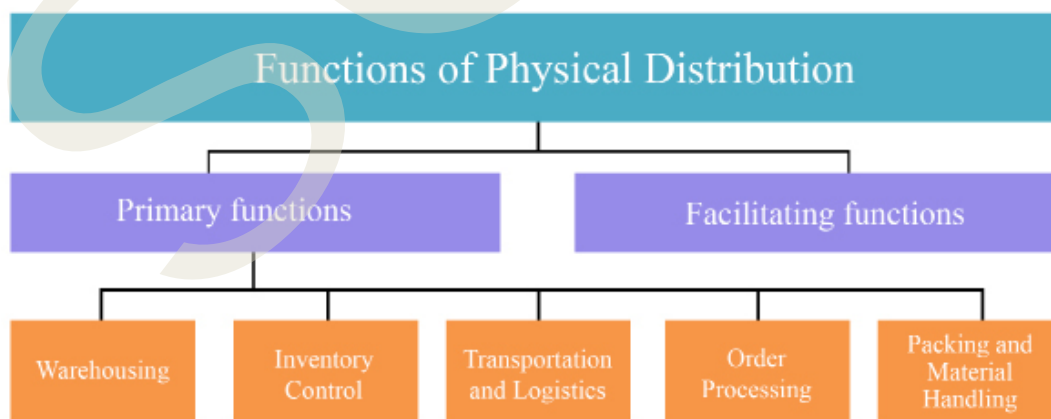 Functions of Physical Distribution
Primary functions
Facilitating functions
Warehousing
Inventory
Control
Transportation
and Logistics
Order
Processing
Packing and
Material
Handling